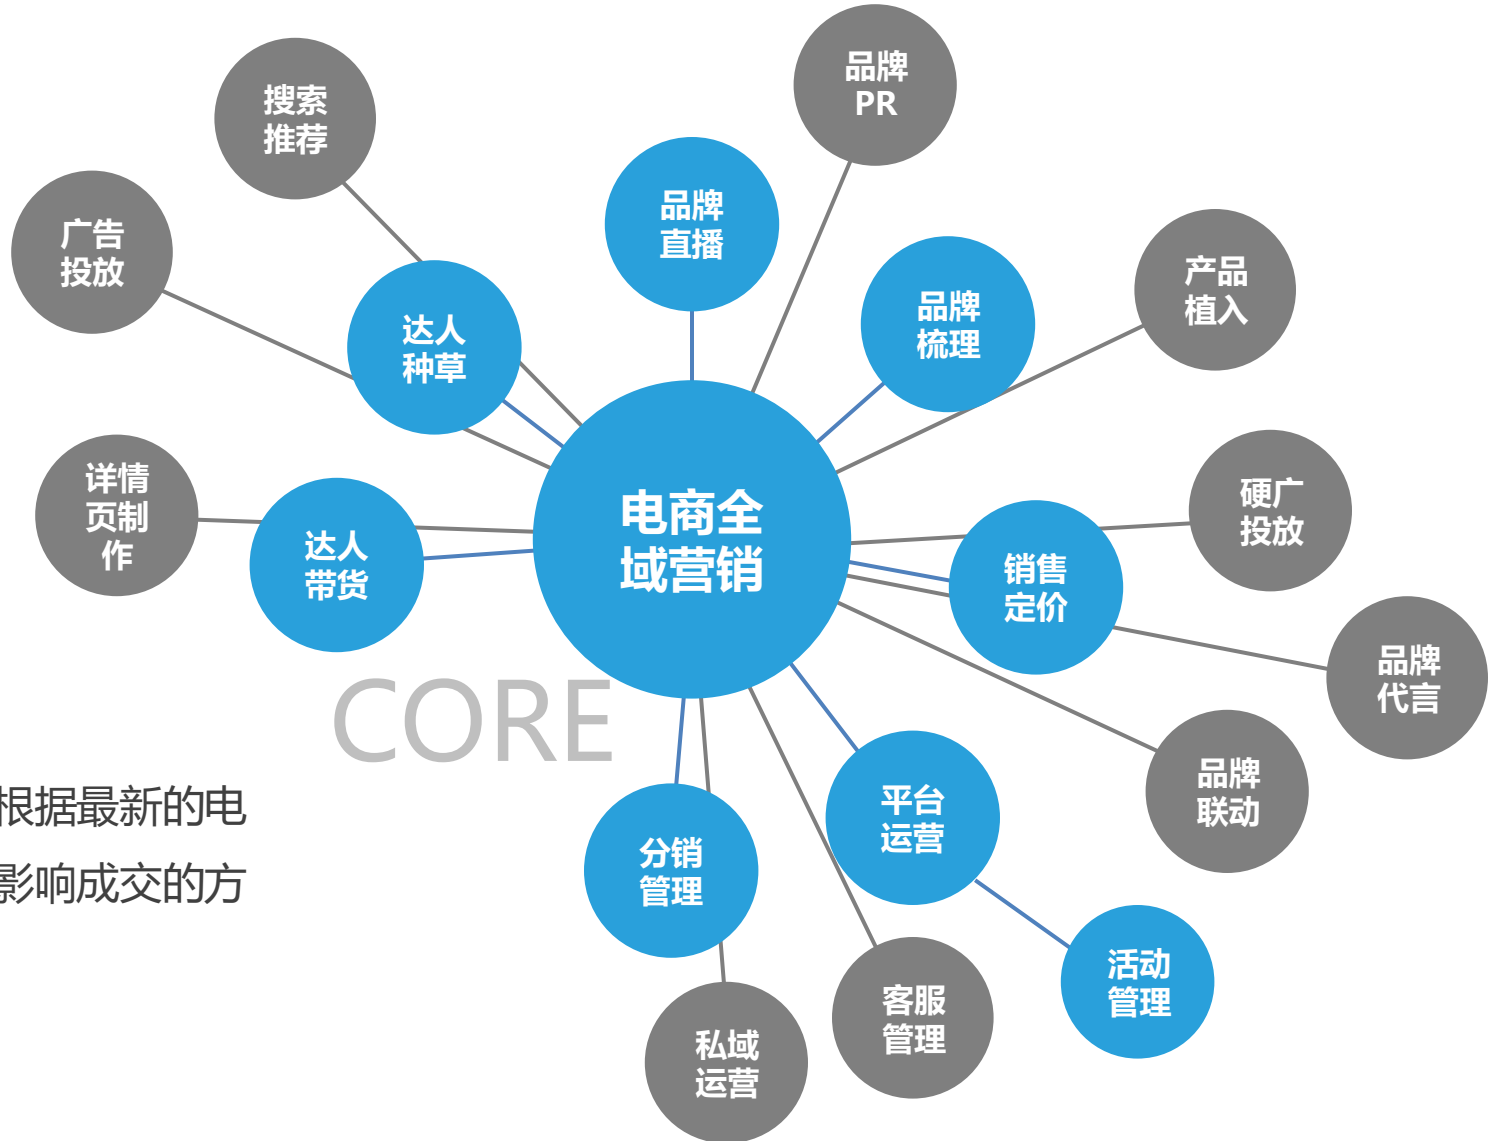 品牌
PR
搜索
推荐
品牌
直播
广告
投放
产品
植入
品牌
梳理
达人
种草
详情
页制
作
硬广
投放
电商全
域营销
达人
带货
销售
定价
品牌
代言
CORE
品牌
联动
平台
运营
根据最新的电
影响成交的方
分销
管理
活动
管理
客服
管理
私域
运营